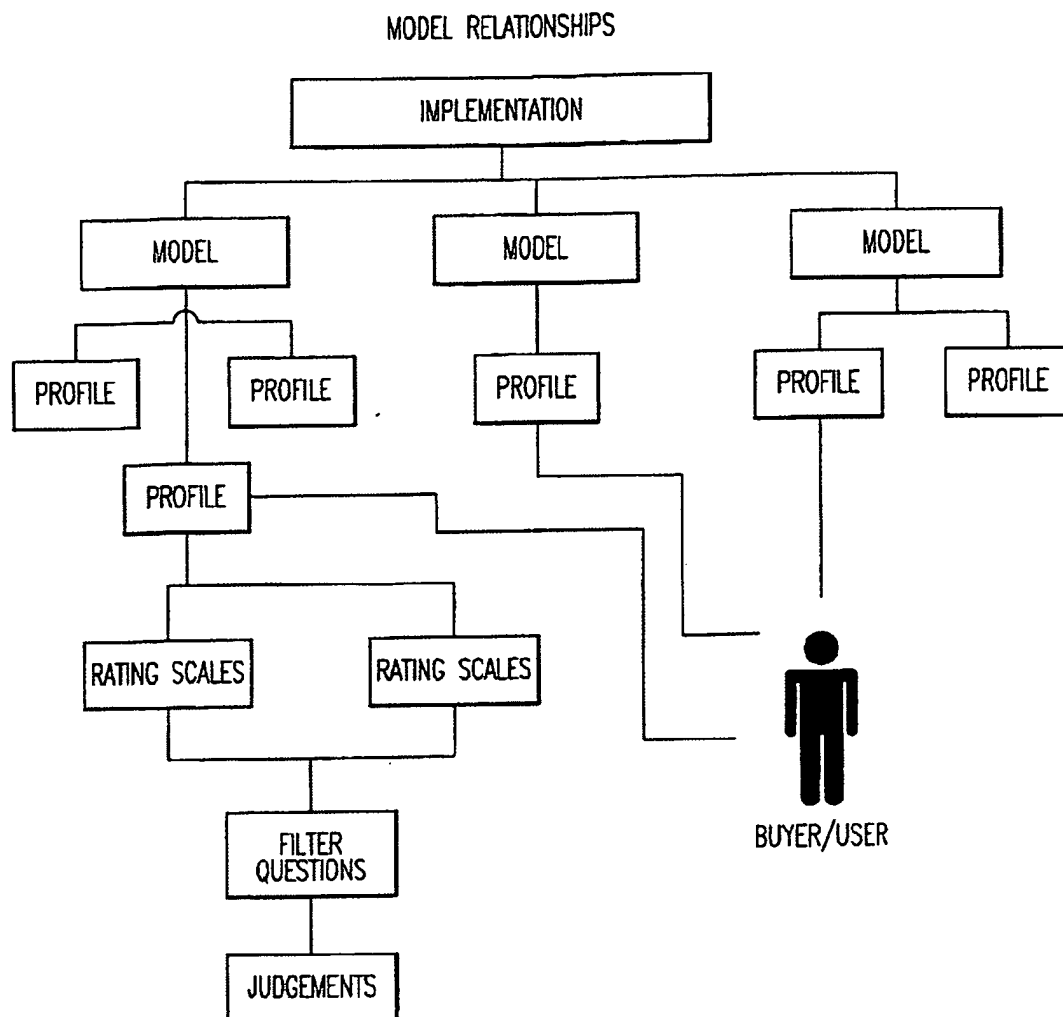 MODEL RELATIONSHIPS
IMPLEMENTATION
MODEL
MODEL
MODEL
PROFILE
PROFILE
PROFILE
PROFILE
PROFILE
PROFILE
RATING SCALES
RATING SCALES
FILTER
QUESTIONS
BUYER/USER
JUDGEMENTS